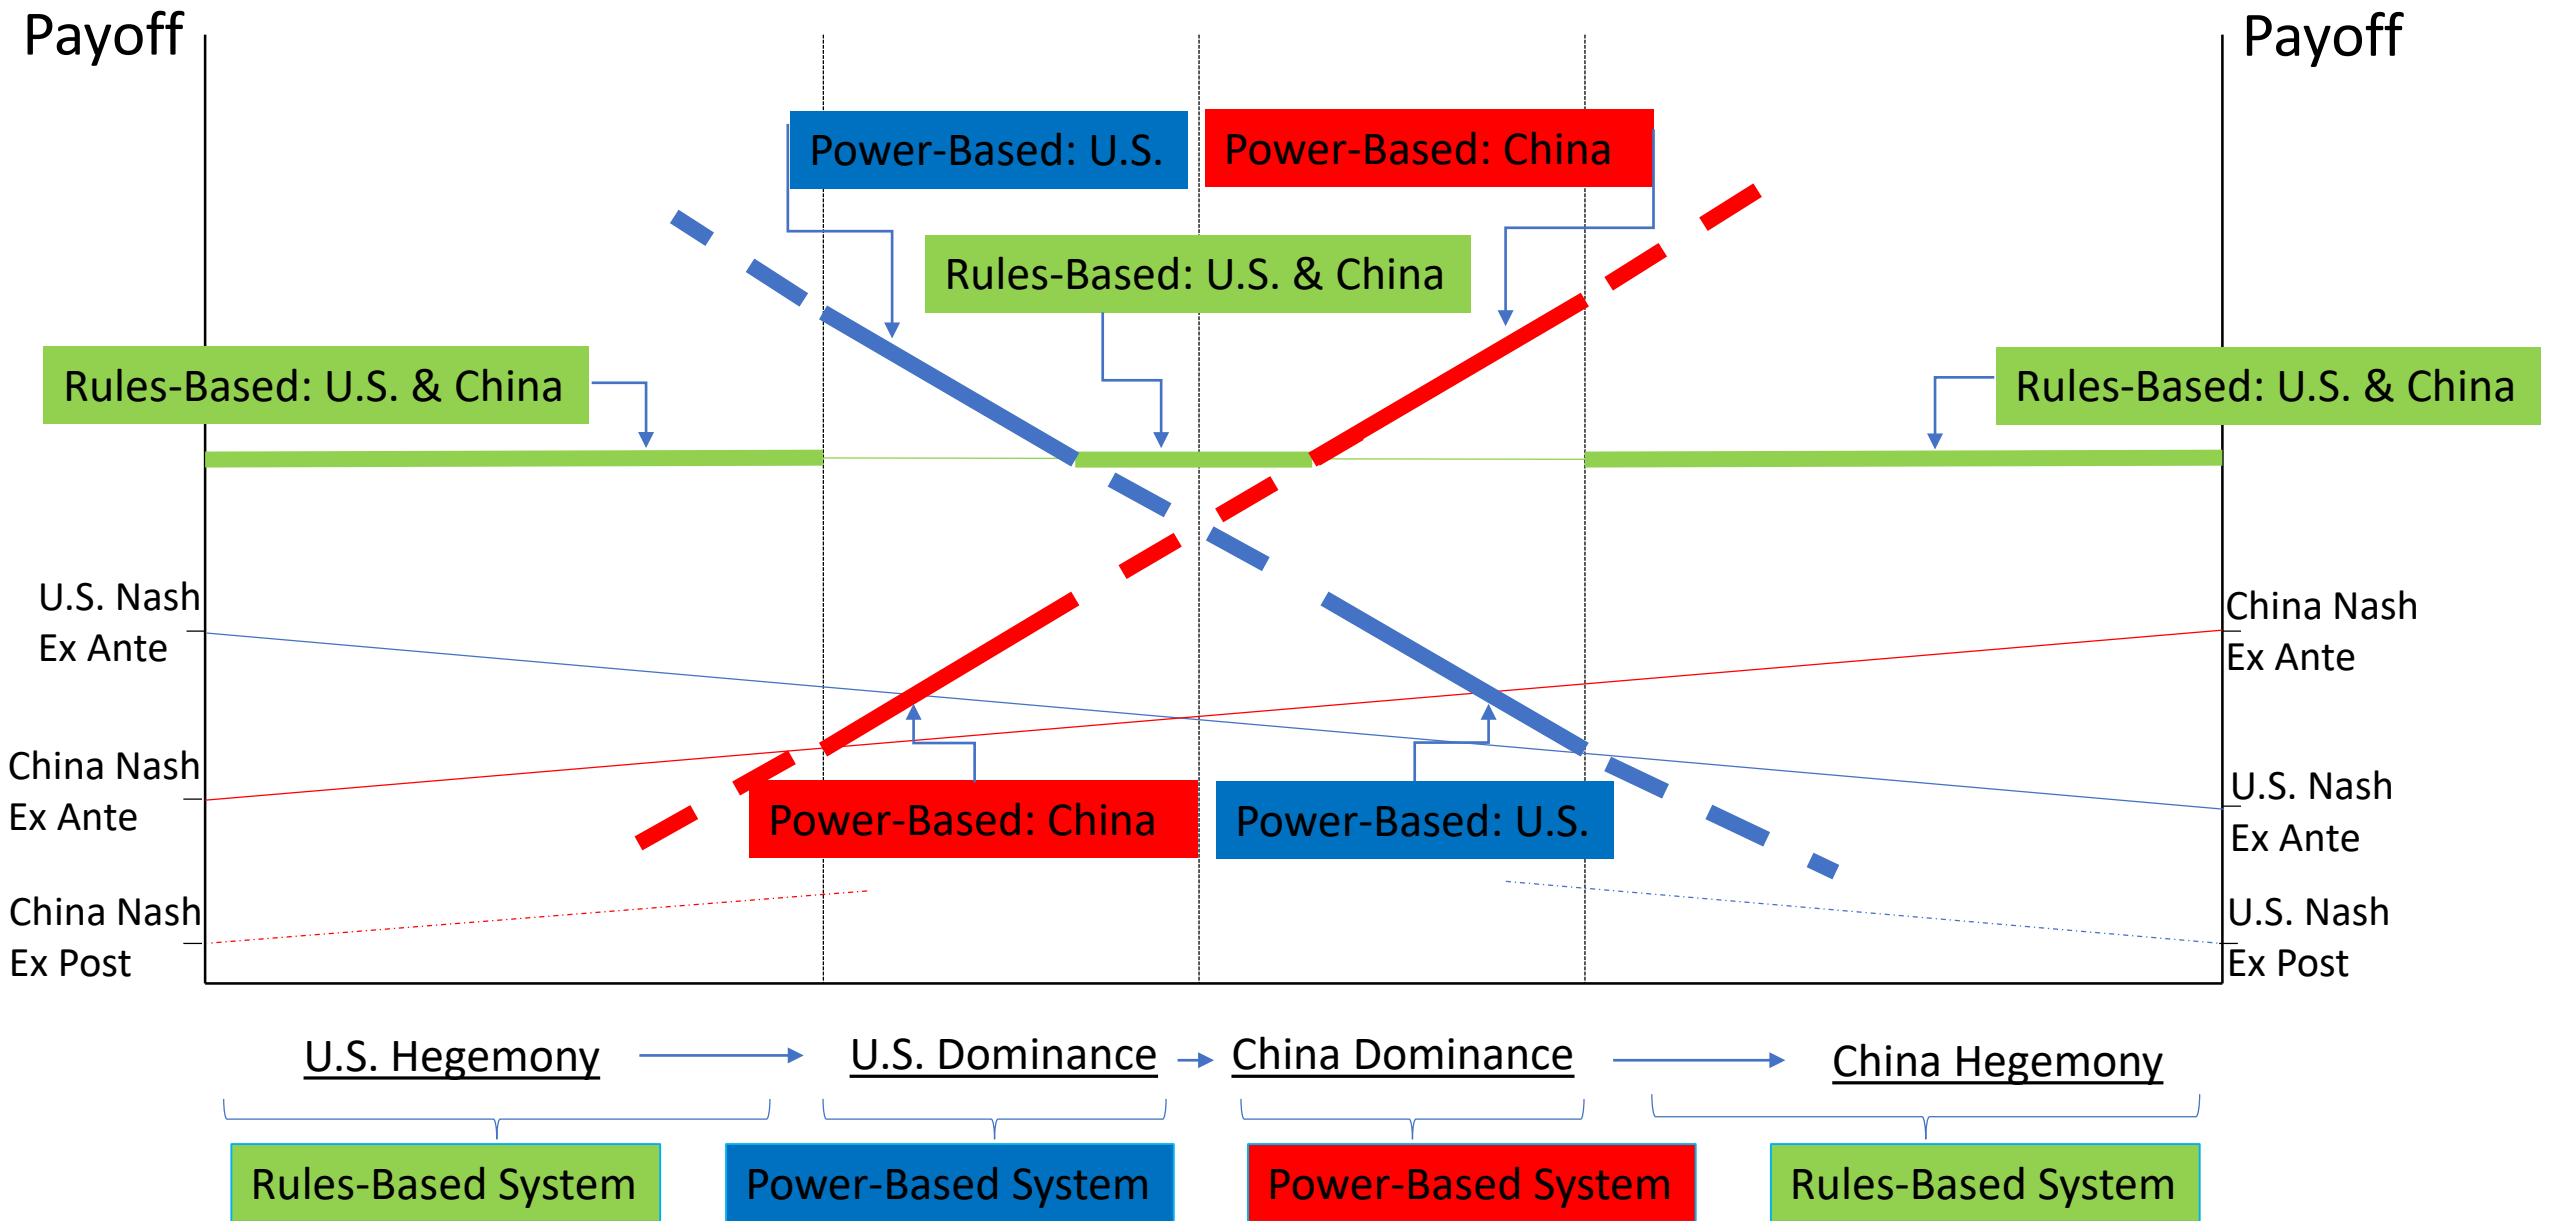 Payoff
Payoff
Power-Based: U.S.
Power-Based: China
Rules-Based: U.S. & China
Rules-Based: U.S. & China
Rules-Based: U.S. & China
U.S. Nash
Ex Ante
China Nash
Ex Ante
China Nash
Ex Ante
U.S. Nash
Ex Ante
Power-Based: China
Power-Based: U.S.
China Nash
Ex Post
U.S. Nash
Ex Post
U.S. Hegemony
U.S. Dominance
China Dominance
China Hegemony
Rules-Based System
Power-Based System
Power-Based System
Rules-Based System